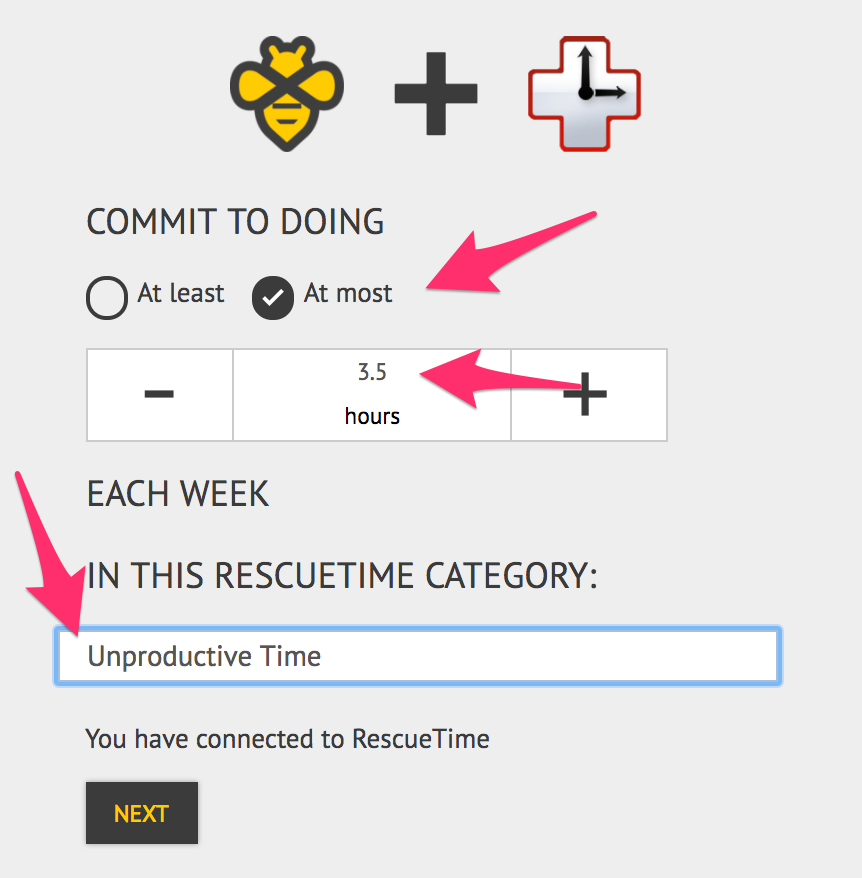 COMMIT TO DOING
At least At most
3.5
hours
EACH WEEK
IN THIS RESCUETIME CATEGORY:
Unproductive Time
You have connected to RescueTime
NEXT